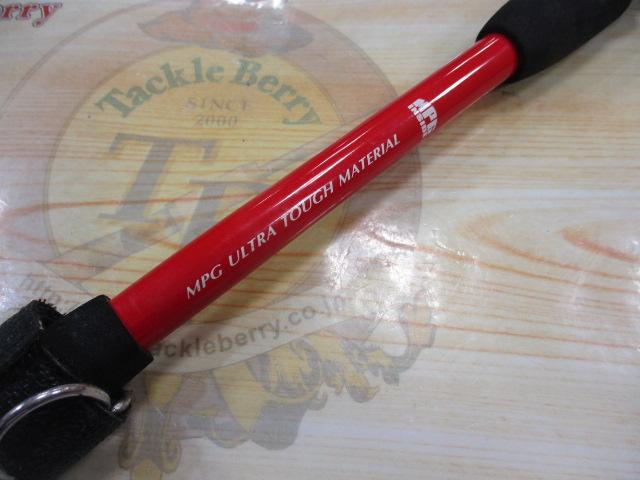 Tackle Berry
SINCE
2000
MPG ULTRA TOUGH MATERIAL
tackleberry.co.jp